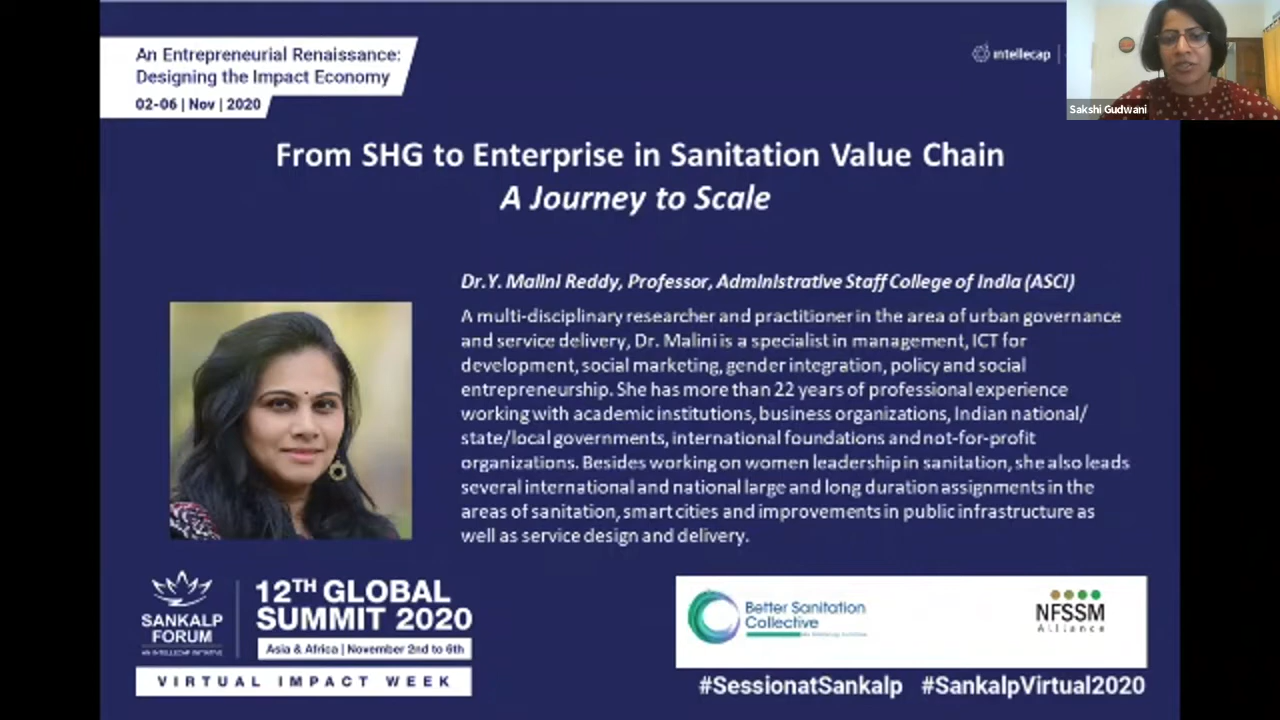 An Entrepreneurial Renaissance:
Designing the Impact Economy
02-06 | Nov | 2020
intellecap
Sakshi Gudwani
From SHG to Enterprise in Sanitation Value Chain
A Journey to Scale
Dr.Y. Malini Reddy, Professor, Administrative Staff College of India (ASCI)
A multi-disciplinary researcher and practitioner in the area of urban governance
and service delivery, Dr. Malini is a specialist in management, ICT for
development, social marketing, gender integration, policy and social
entrepreneurship. She has more than 22 years of professional experience
working with academic institutions, business organizations, Indian national/
state/local governments, international foundations and not-for-profit
organizations. Besides working on women leadership in sanitation, she also leads
several international and national large and long duration assignments in the
areas of sanitation, smart cities and improvements in public infrastructure as
well as service design and delivery.
SANKALP
FORUM
AN INTELLECAP INITIATIVE
12TH GLOBAL
SUMMIT 2020
Asia & Africa | November 2nd to 6th
VIRTUAL IMPACT WEEK
Better Sanitation
Collective
NFSSM
Alliance
#SessionatSankalp #SankalpVirtual2020